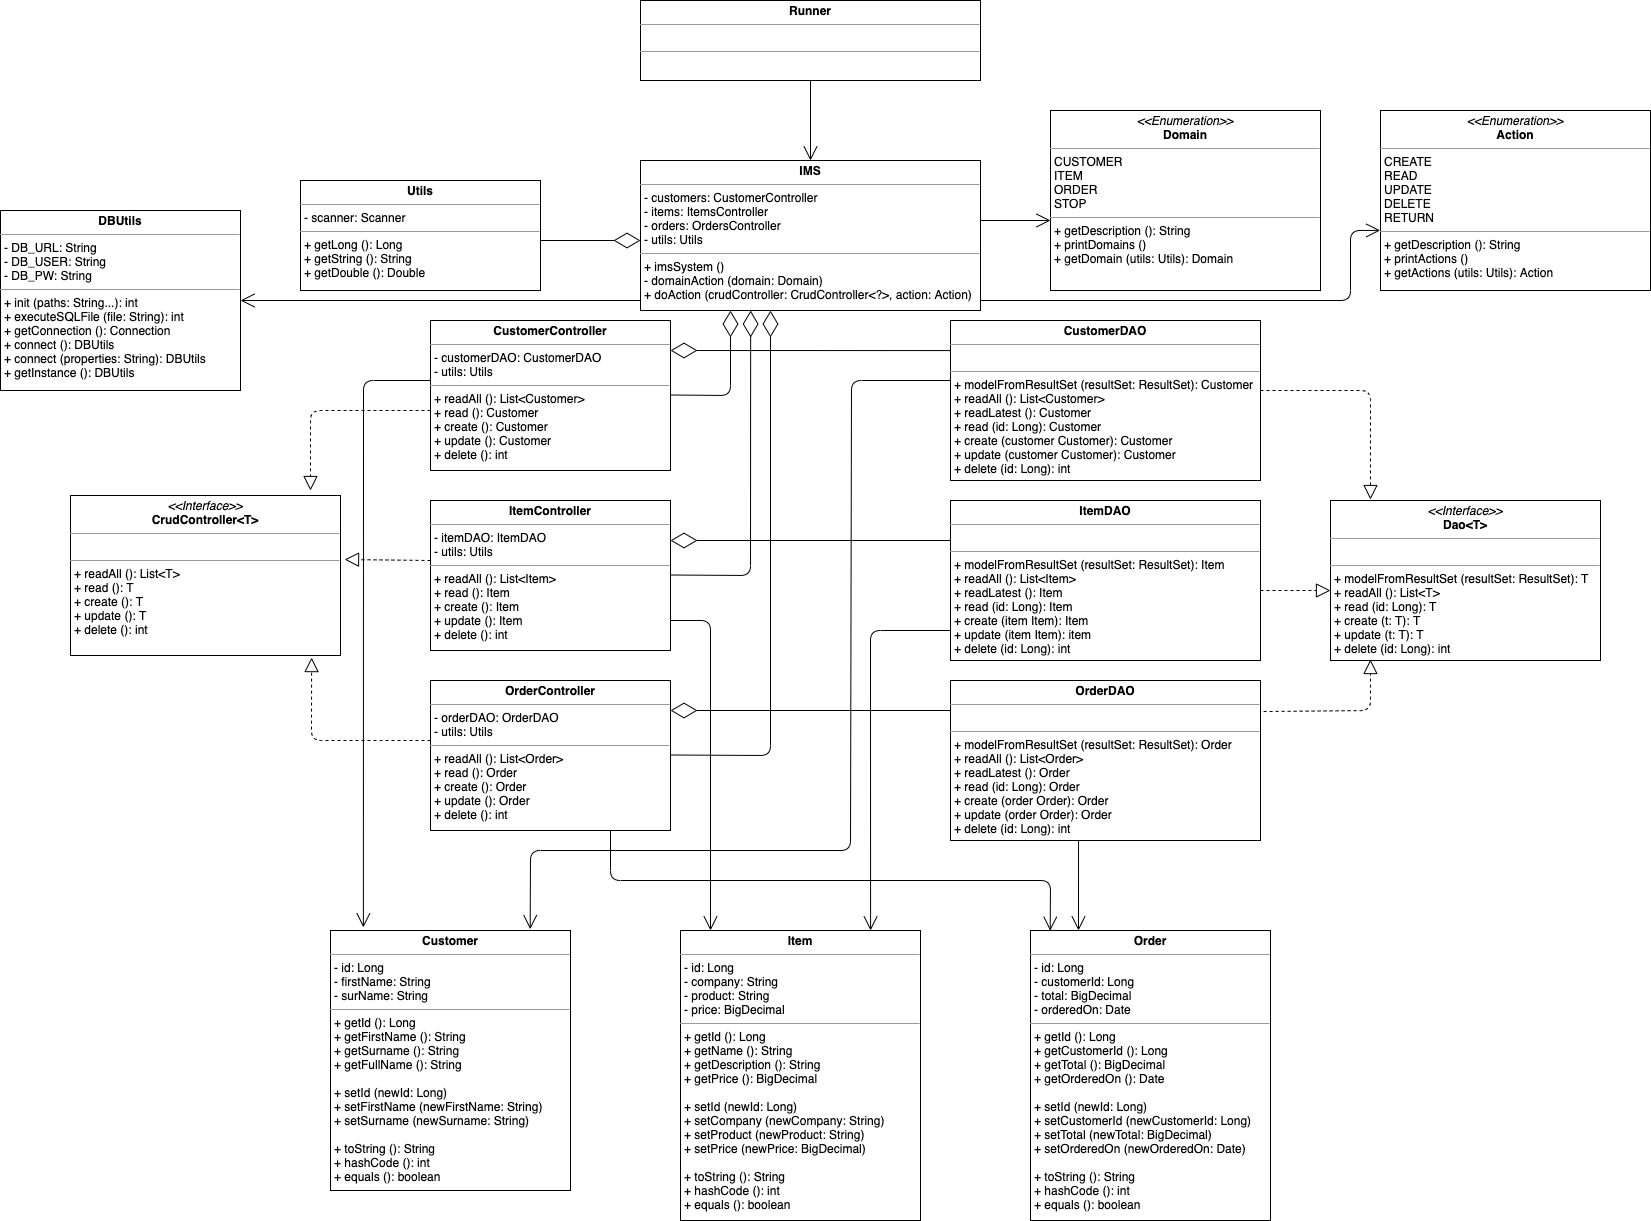 Runner
<<Enumeration>>
Domain
CUSTOMER
ITEM
ORDER
STOP
+ getDescription (): String
+ printDomains ()
+ getDomain (utils: Utils): Domain
<<Enumeration>>
Action
CREATE
READ
UPDATE
DELETE
RETURN
+ getDescription (): String
+ printActions ()
+ getActions (utils: Utils): Action
IMS
- customers: CustomerController
- items: ItemsController
- orders: OrdersController
- utils: Utils
+ imsSystem ()
- domainAction (domain: Domain)
+ doAction (crudController: CrudController<?>, action: Action)
Utils
- scanner: Scanner
+ getLong (): Long
+ getString (): String
+ getDouble (): Double
DBUtils
- DB_URL: String
- DB_USER: String
- DB_PW: String
+ init (paths: String...): int
+ executeSQLFile (file: String): int
+ getConnection (): Connection
+ connect (): DBUtils
+ connect (properties: String): DBUtils
+ getInstance (): DBUtils
CustomerController
- customerDAO: CustomerDAO
- utils: Utils
+ readAll (): List<Customer>
+ read (): Customer
+ create (): Customer
+ update (): Customer
+ delete (): int
CustomerDAO
+ modelFromResultSet (resultSet: ResultSet): Customer
+ readAll (): List<Customer>
+ readLatest (): Customer
+ read (id: Long): Customer
+ create (customer Customer): Customer
+ update (customer Customer): Customer
+ delete (id: Long): int
<<Interface>>
CrudController<T>
+ readAll (): List<T>
+ read (): T
+ create (): T
+ update (): T
+ delete (): int
ItemController
- itemDAO: ItemDAO
- utils: Utils
+ readAll (): List<Item>
+ read (): Item
+ create (): Item
+ update (): Item
+ delete (): int
ItemDAO
+ modelFromResultSet (resultSet: ResultSet): Item
+ readAll (): List<Item>
+ readLatest (): Item
+ read (id: Long): Item
+ create (item Item): Item
+ update (item Item): item
+ delete (id: Long): int
<<Interface>>
Dao<T>
+ modelFromResultSet (resultSet: ResultSet): T
+ readAll (): List<T>
+ read (id: Long): T
+ create (t: T): T
+ update (t: T): T
+ delete (id: Long): int
OrderController
- orderDAO: OrderDAO
- utils: Utils
+ readAll (): List<Order>
+ read (): Order
+ create (): Order
+ update (): Order
+ delete (): int
OrderDAO
+ modelFromResultSet (resultSet: ResultSet): Order
+ readAll (): List<Order>
+ readLatest (): Order
+ read (id: Long): Order
+ create (order Order): Order
+ update (order Order): Order
+ delete (id: Long): int
Customer
- id: Long
- firstName: String
- surName: String
+ getId (): Long
+ getFirstName (): String
+ getSurname (): String
+ getFullName (): String
+ setId (newId: Long)
+ setFirstName (newFirstName: String)
+ setSurname (newSurname: String)
+ toString (): String
+ hashCode (): int
+ equals (): boolean
Item
- id: Long
- company: String
- product: String
- price: BigDecimal
+ getId (): Long
+ getName (): String
+ getDescription (): String
+ getPrice (): BigDecimal
+ setId (newId: Long)
+ setCompany (newCompany: String)
+ setProduct (newProduct: String)
+ setPrice (newPrice: BigDecimal)
+ toString (): String
+ hashCode (): int
+ equals (): boolean
Order
- id: Long
- customerId: Long
- total: BigDecimal
- orderedOn: Date
+ getId (): Long
+ getCustomerId (): Long
+ getTotal (): BigDecimal
+ getOrderedOn (): Date
+ setId (newId: Long)
+ setCustomerId (newCustomerId: Long)
+ setTotal (newTotal: BigDecimal)
+ setOrderedOn (newOrderedOn: Date)
+ toString (): String
+ hashCode (): int
+ equals (): boolean